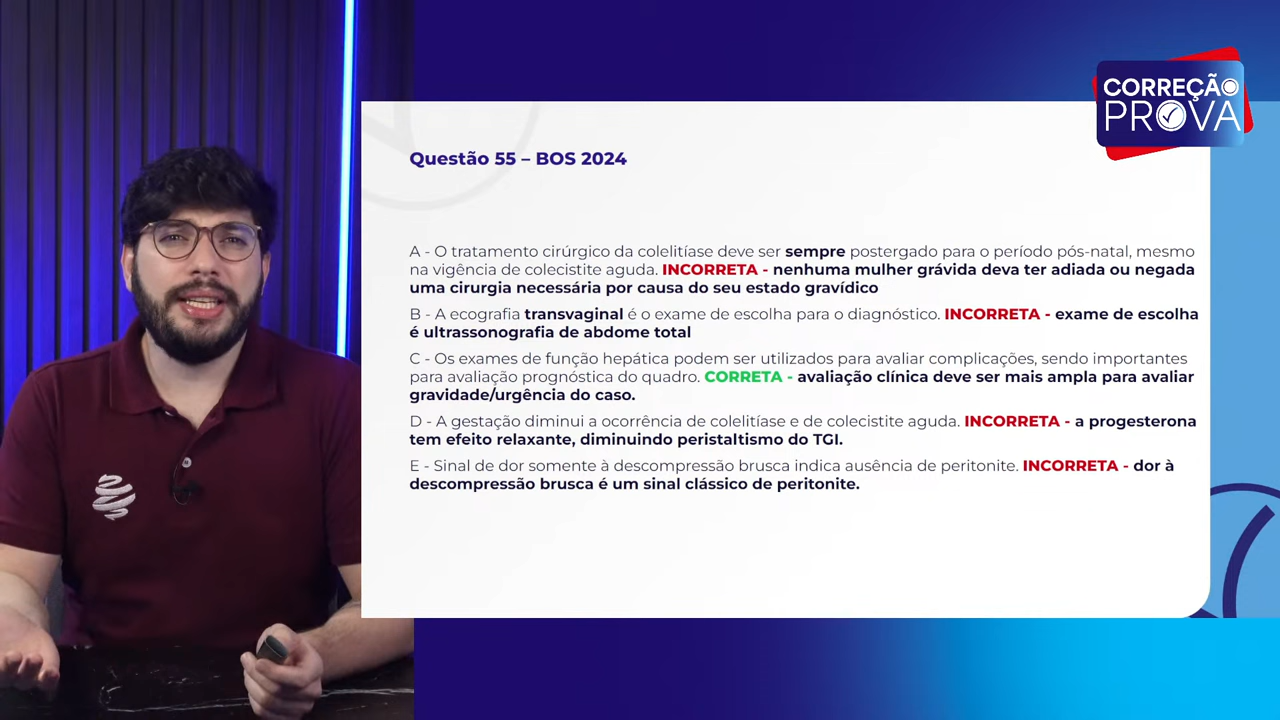 CORREÇÃO
PROVA
Questão 55 – BOS 2024
A - O tratamento cirúrgico da colelitíase deve ser sempre postergado para o período pós-natal, mesmo
na vigência de colecistite aguda. INCORRETA - nenhuma mulher grávida deva ter adiada ou negada
uma cirurgia necessária por causa do seu estado gravídico
B - A ecografia transvaginal é o exame de escolha para o diagnóstico. INCORRETA - exame de escolha
é ultrassonografia de abdome total
C - Os exames de função hepática podem ser utilizados para avaliar complicações, sendo importantes
para avaliação prognóstica do quadro. CORRETA - avaliação clínica deve ser mais ampla para avaliar
gravidade/urgência do caso.
D - A gestação diminui a ocorrência de colelitíase e de colecistite aguda. INCORRETA - a progesterona
tem efeito relaxante, diminuindo peristaltismo do TGI.
E - Sinal de dor somente à descompressão brusca indica ausência de peritonite. INCORRETA - dor à
descompressão brusca é um sinal clássico de peritonite.